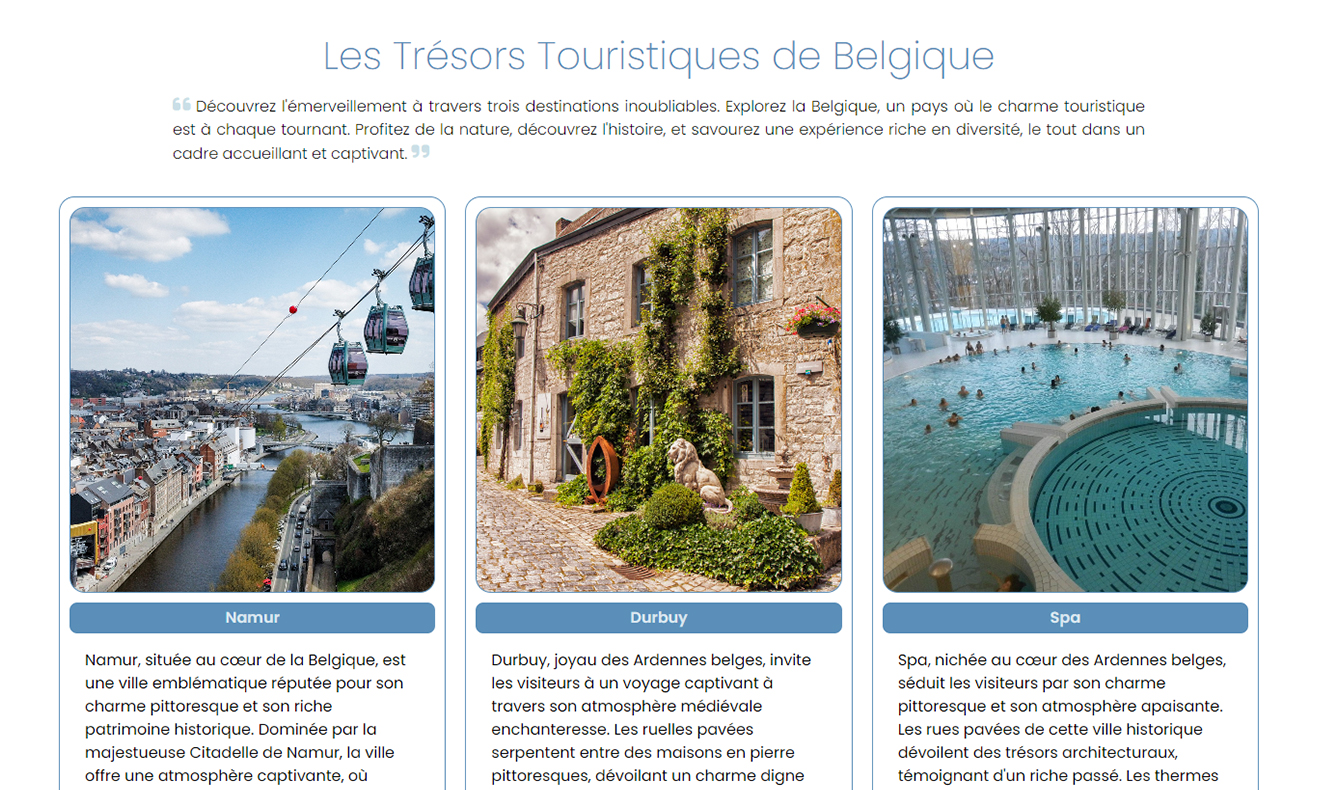 Les Trésors Touristiques de Belgique
❝ Découvrez l'émerveillement à travers trois destinations inoubliables. Explorez la Belgique, un pays où le charme touristique
est à chaque tournant. Profitez de la nature, découvrez l'histoire, et savourez une expérience riche en diversité, le tout dans un
cadre accueillant et captivant. ❞
Namur
Namur, située au cœur de la Belgique, est
une ville emblématique réputée pour son
charme pittoresque et son riche
patrimoine historique. Dominée par la
majestueuse Citadelle de Namur, la ville
offre une atmosphère captivante, où
Durbuy
Durbuy, joyau des Ardennes belges, invite
les visiteurs à un voyage captivant à
travers son atmosphère médiévale
enchanteresse. Les ruelles pavées
serpentent entre des maisons en pierre
pittoresques, dévoilant un charme digne
Spa
Spa, nichée au cœur des Ardennes belges,
séduit les visiteurs par son charme
pittoresque et son atmosphère apaisante.
Les rues pavées de cette ville historique
dévoilent des trésors architecturaux,
témoignant d'un riche passé. Les thermes